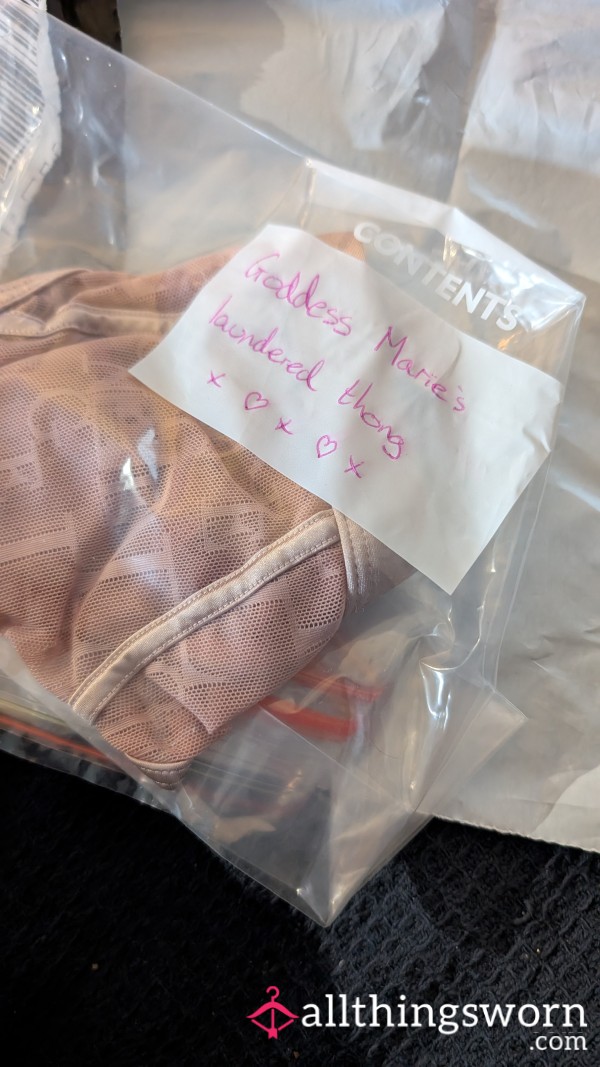 CONTENTS
Goddess Marie's
laundered thong
x ♡ x ♡ x
allthingsworn
.com